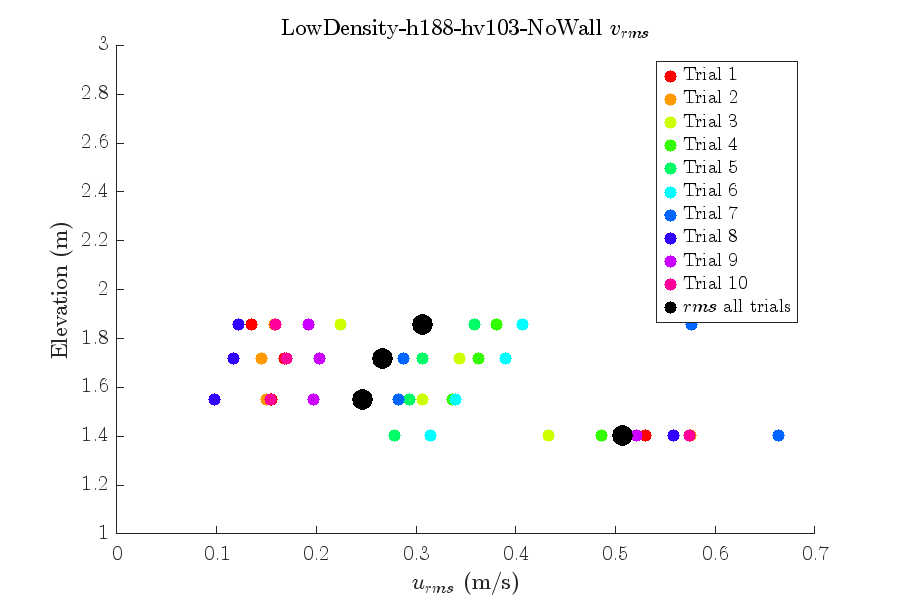 LowDensity-h188-hv103-NoWall v_rms
3
2.8
2.6
2.4
2.2
2
1.8
1.6
1.4
1.2
1
Elevation (m)
Trial 1
Trial 2
Trial 3
Trial 4
Trial 5
Trial 6
Trial 7
Trial 8
Trial 9
Trial 10
rms all trials
0 0.1 0.2 0.3 0.4 0.5 0.6 0.7
u_rms (m/s)